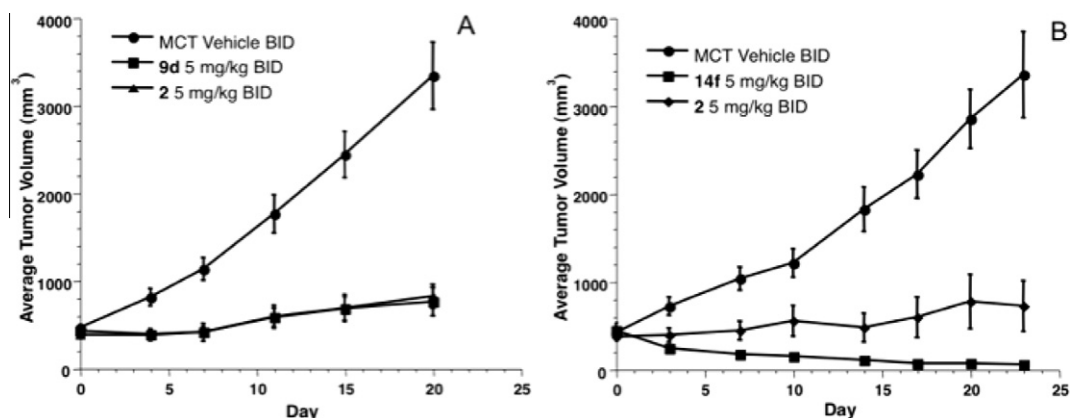 A
MCT Vehicle BID
9d 5 mg/kg BID
2 5 mg/kg BID
Average Tumor Volume (mm³)
4000
3000
2000
1000
0
0 5 10 15 20 25
Day
B
MCT Vehicle BID
14f 5 mg/kg BID
2 5 mg/kg BID
Average Tumor Volume (mm³)
4000
3000
2000
1000
0
0 5 10 15 20 25
Day